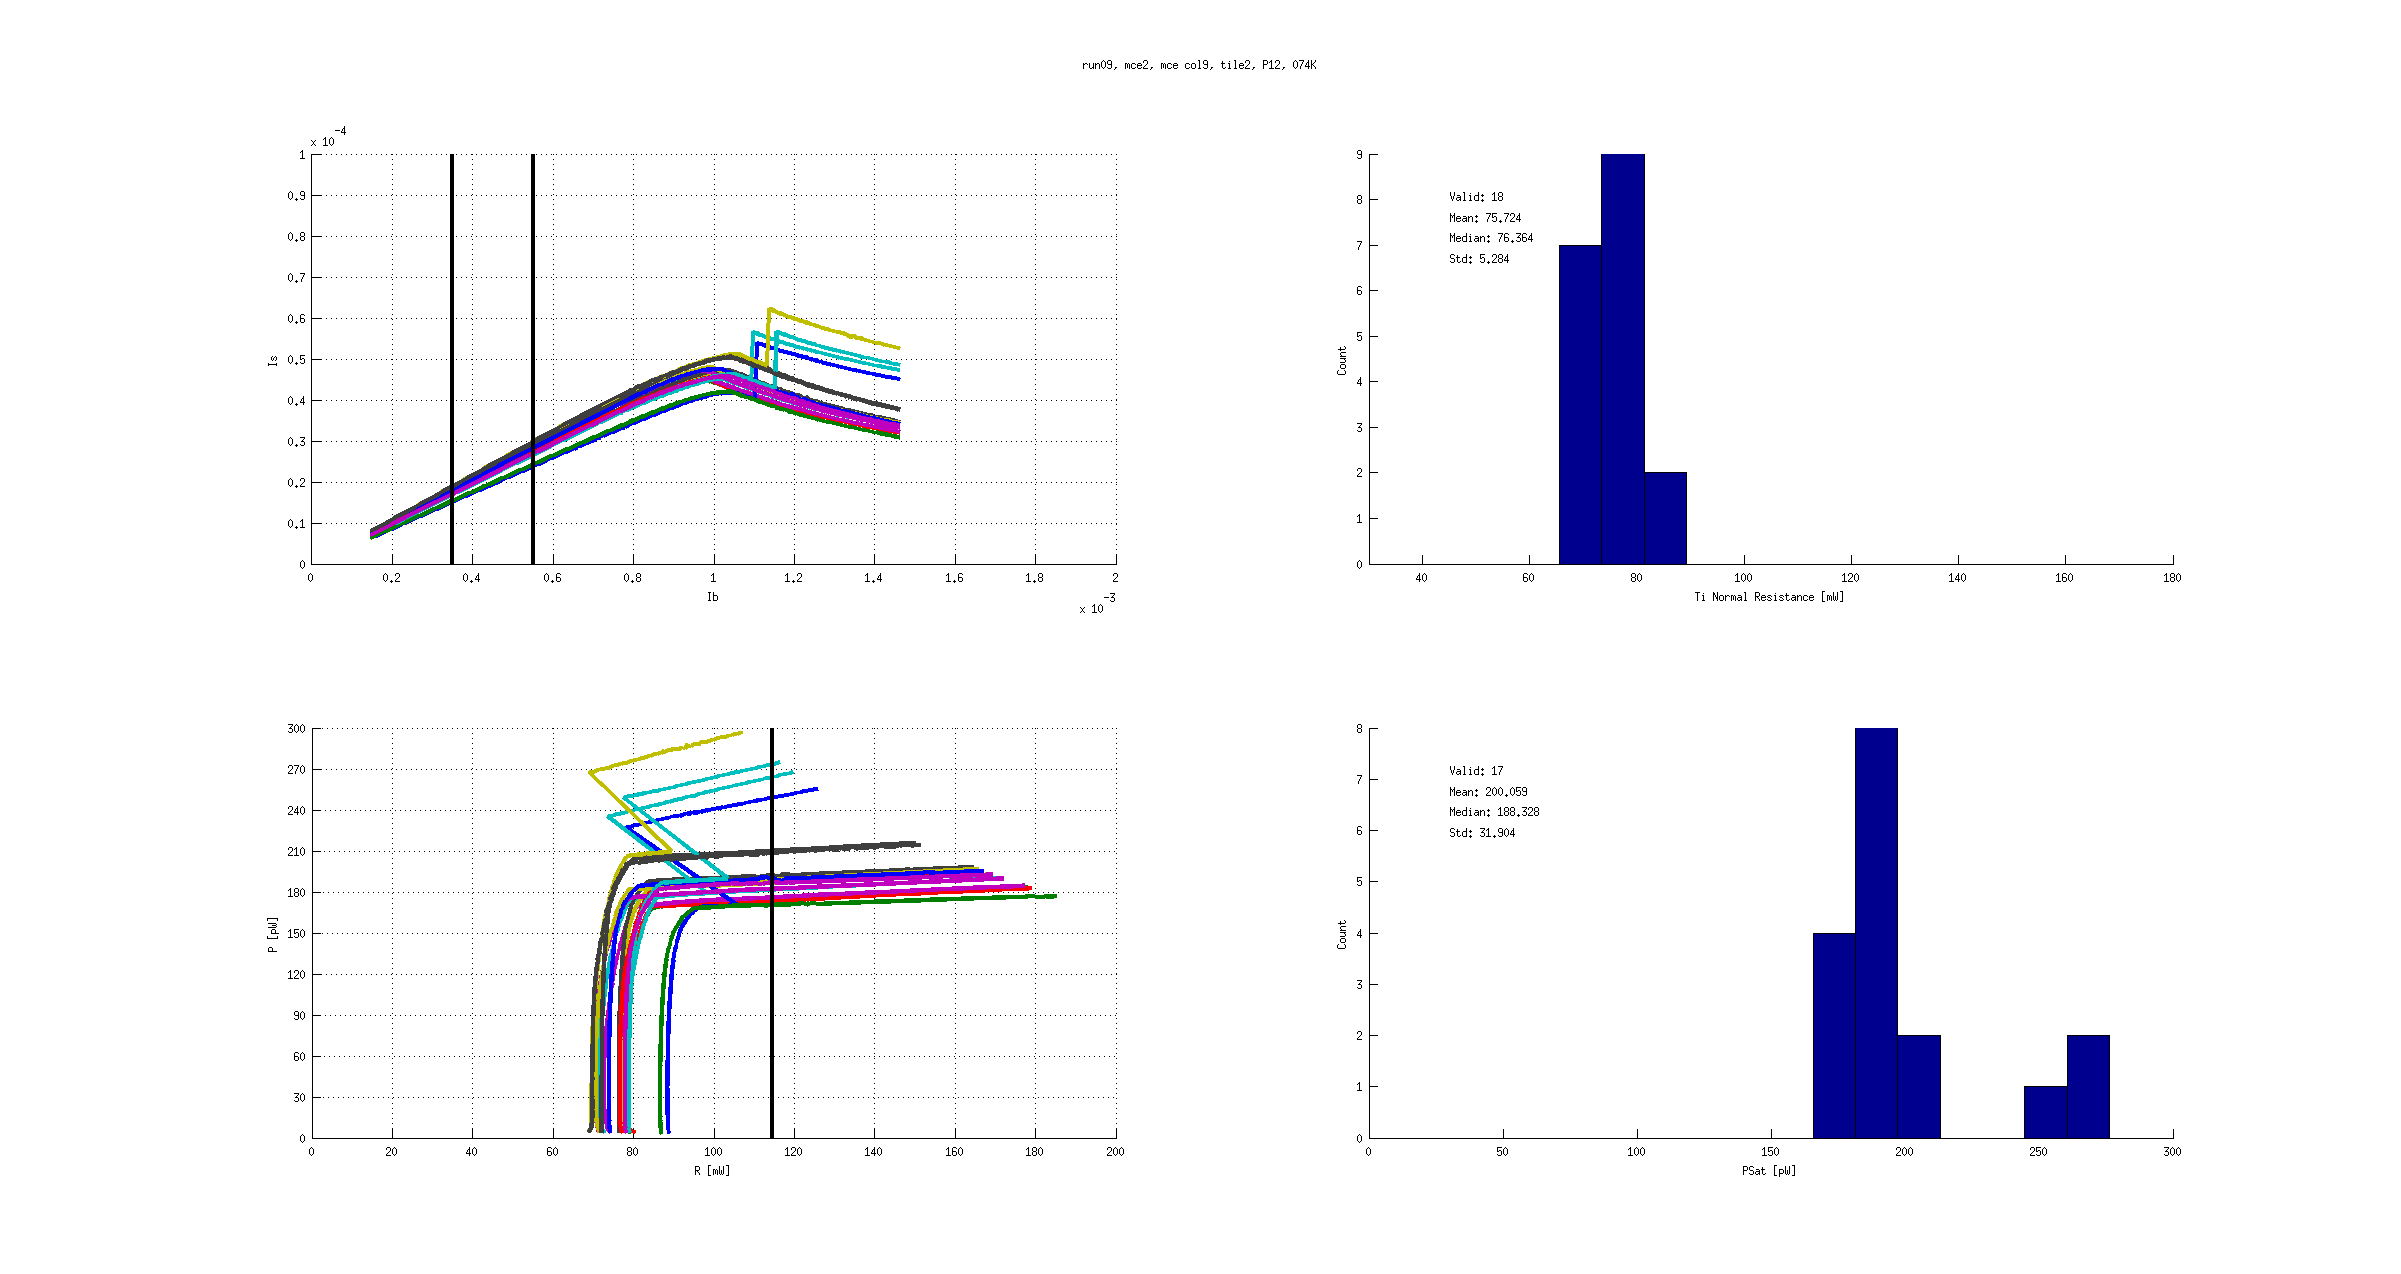 run09, mce2, mce col9, tile2, P12, 074K
x 10^-4
1
0.9
0.8
0.7
0.6
0.5
0.4
0.3
0.2
0.1
0
Is
0 0.2 0.4 0.6 0.8 1 1.2 1.4 1.6 1.8 2
Ib
x 10^-3
9
8
7
6
5
4
3
2
1
0
Count
Valid: 18
Mean: 75.724
Median: 76.364
Std: 5.284
40 60 80 100 120 140 160 180
Ti Normal Resistance [mW]
300
270
240
210
180
150
120
90
60
30
0
P [pW]
0 20 40 60 80 100 120 140 160 180 200
R [mW]
8
7
6
5
4
3
2
1
0
Count
Valid: 17
Mean: 200.059
Median: 188.328
Std: 31.904
0 50 100 150 200 250 300
PSat [pW]